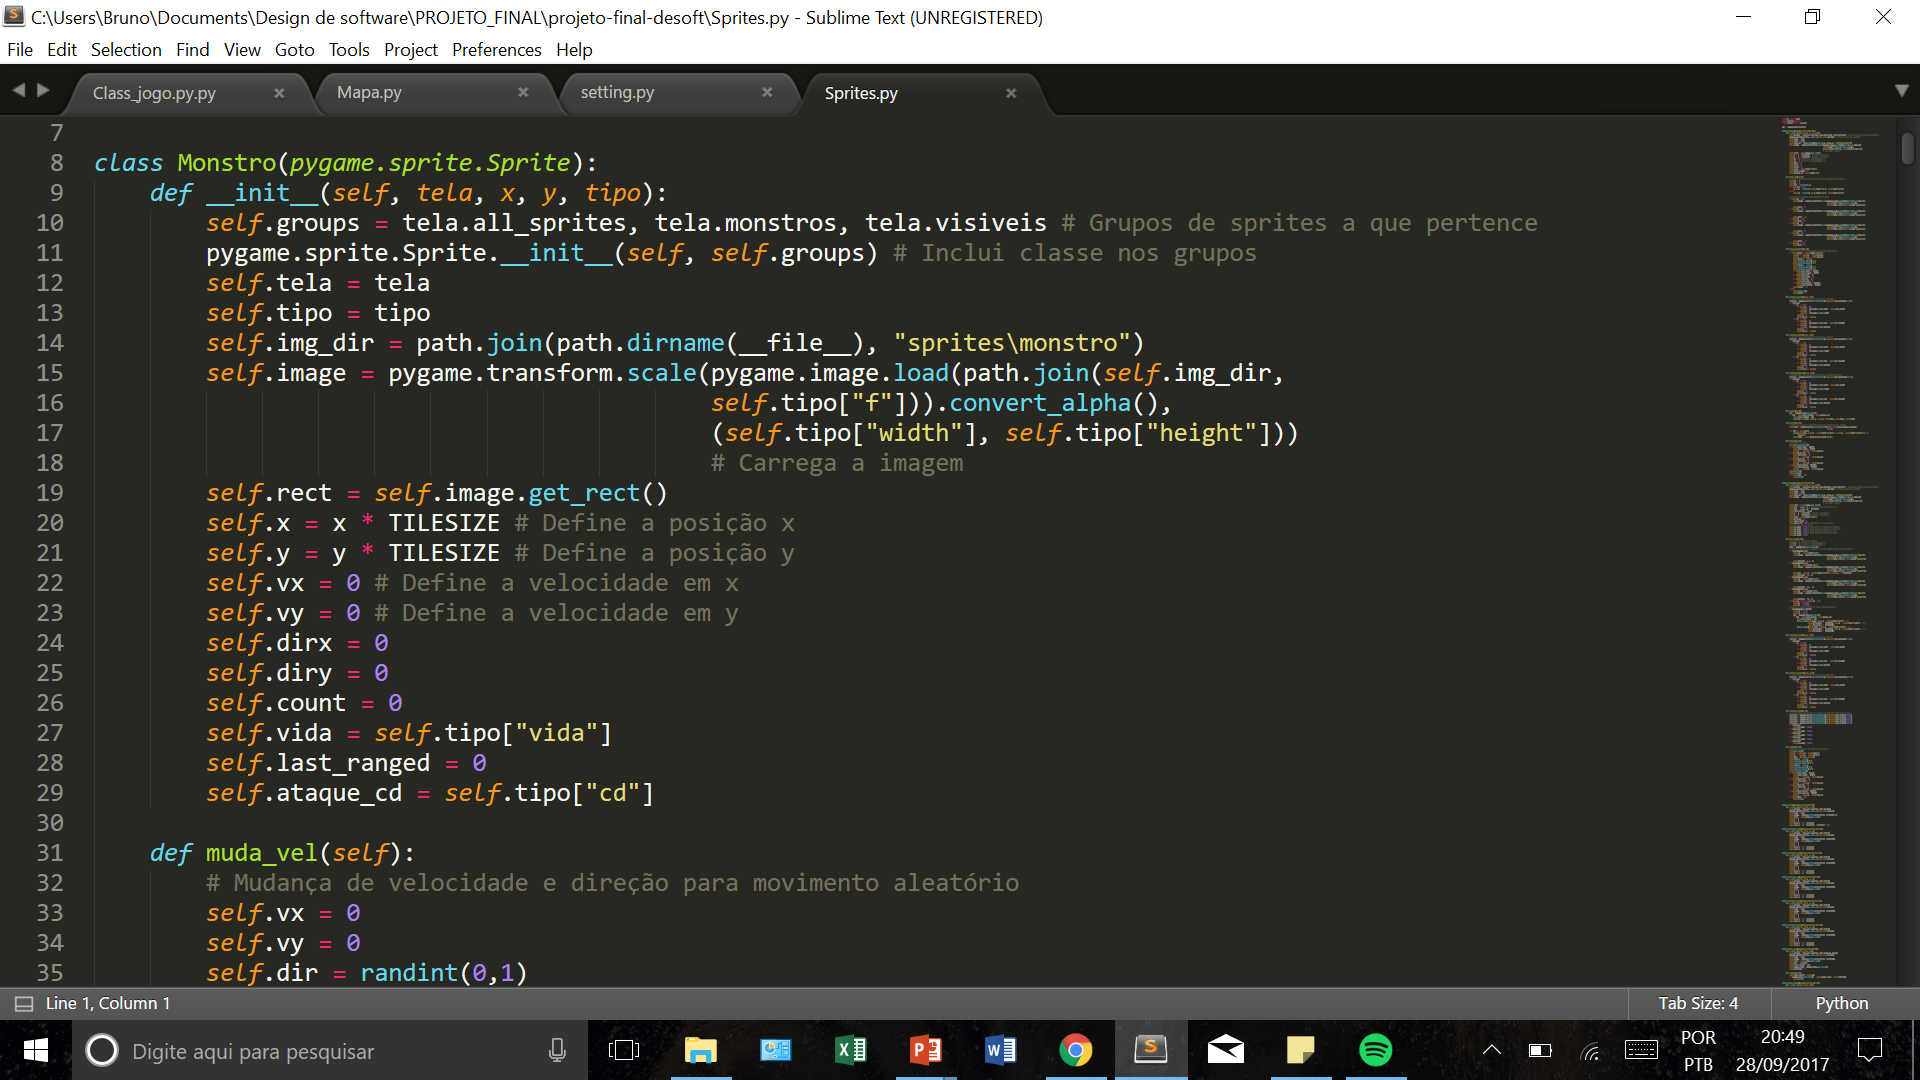 C:\Users\Bruno\Documents\Design de software\PROJETO_FINAL\projeto-final-desoft\Sprites.py - Sublime Text (UNREGISTERED)
File Edit Selection Find View Goto Tools Project Preferences Help
Class_jogo.py.py Mapa.py setting.py Sprites.py
7
8 class Monstro(pygame.sprite.Sprite):
9 def __init__(self, tela, x, y, tipo):
10 self.groups = tela.all_sprites, tela.monstros, tela.visiveis # Grupos de sprites a que pertence
11 pygame.sprite.Sprite.__init__(self, self.groups) # Inclui classe nos grupos
12 self.tela = tela
13 self.tipo = tipo
14 self.img_dir = path.join(path.dirname(__file__), "sprites\monstro")
15 self.image = pygame.transform.scale(pygame.image.load(path.join(self.img_dir,
16 self.tipo["f"])).convert_alpha(),
17 (self.tipo["width"], self.tipo["height"]))
18 # Carrega a imagem
19 self.rect = self.image.get_rect()
20 self.x = x * TILESIZE # Define a posição x
21 self.y = y * TILESIZE # Define a posição y
22 self.vx = 0 # Define a velocidade em x
23 self.vy = 0 # Define a velocidade em y
24 self.dirx = 0
25 self.diry = 0
26 self.count = 0
27 self.vida = self.tipo["vida"]
28 self.last_ranged = 0
29 self.ataque_cd = self.tipo["cd"]
30
31 def muda_vel(self):
32 # Mudança de velocidade e direção para movimento aleatório
33 self.vx = 0
34 self.vy = 0
35 self.dir = randint(0,1)
Line 1, Column 1 Tab Size: 4 Python
Digite aqui para pesquisar
POR
PTB
20:49
28/09/2017